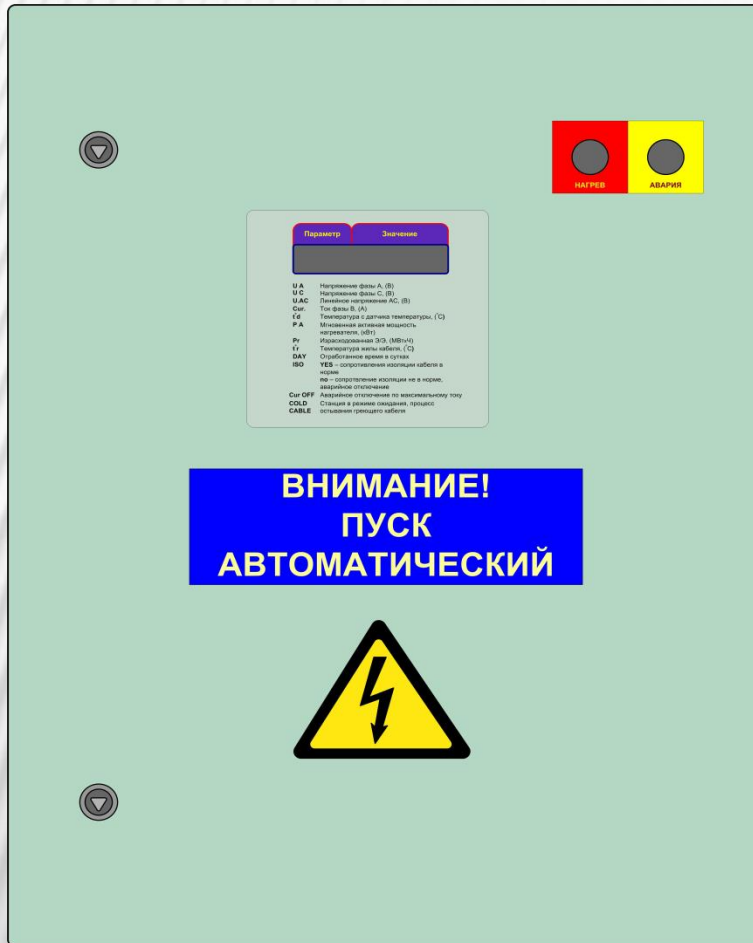 НАГРЕВ АВАРИЯ
Параметр Значение
U A Напряжение фазы А, (В)
U C Напряжение фазы С, (В)
U.AC Линейное напряжение АС, (В)
Cur. Ток фазы В, (А)
t°d Температура с датчика температуры, (°С)
P A Мгновенная активная мощность
нагревателя, (кВт)
Pr Израсходованная Э/Э, (МВтчЧ)
t°r Температура жилы кабеля, (°С)
DAY Отработанное время в сутках
ISO YES – сопротивления изоляции кабеля в
норме
no – сопротвление изоляции не в норме,
аварийное отключение
Cur OFF Аварийное отключение по максимальному току
COLD Станция в режиме ожидания, процесс
CABLE остывания греющего кабеля
ВНИМАНИЕ!
ПУСК
АВТОМАТИЧЕСКИЙ